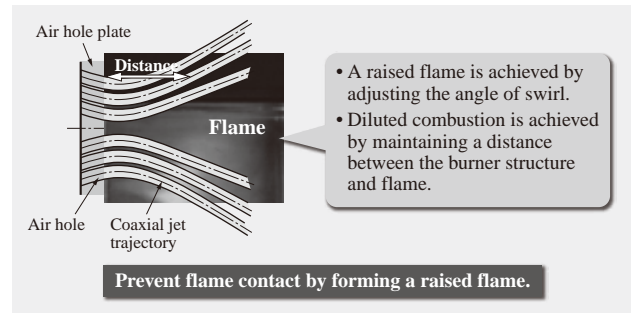 Air hole plate
Distance
Flame
Air hole
Coaxial jet
trajectory
• A raised flame is achieved by
adjusting the angle of swirl.
• Diluted combustion is achieved
by maintaining a distance
between the burner structure
and flame.
Prevent flame contact by forming a raised flame.